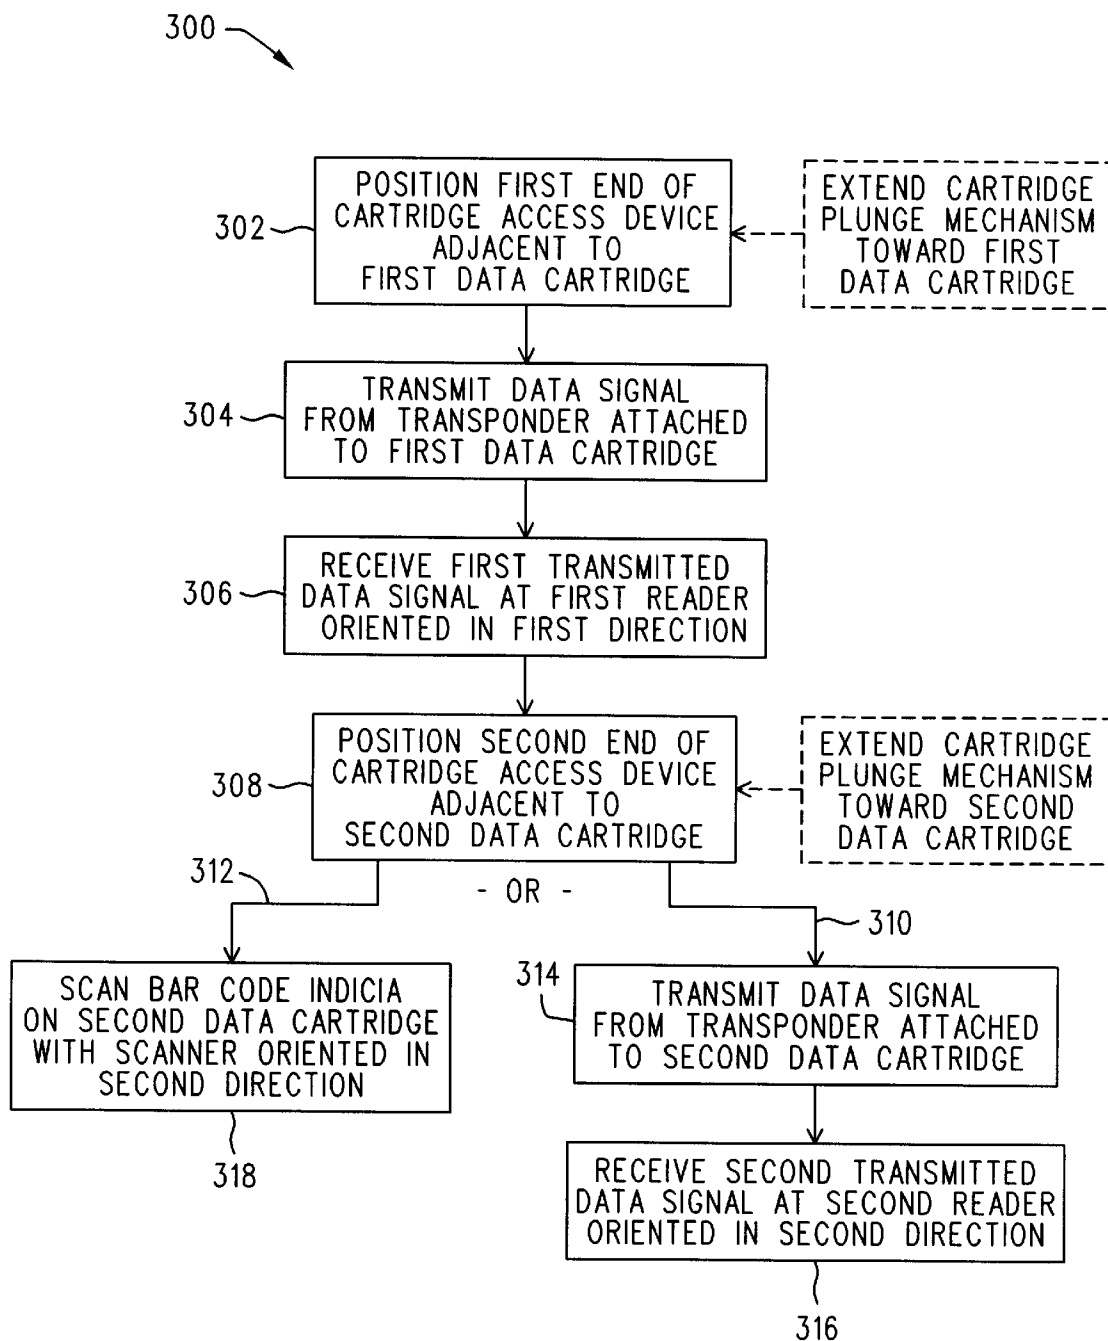 300
302
POSITION FIRST END OF
CARTRIDGE ACCESS DEVICE
ADJACENT TO
FIRST DATA CARTRIDGE
EXTEND CARTRIDGE
PLUNGE MECHANISM
TOWARD FIRST
DATA CARTRIDGE
304
TRANSMIT DATA SIGNAL
FROM TRANSPONDER ATTACHED
TO FIRST DATA CARTRIDGE
306
RECEIVE FIRST TRANSMITTED
DATA SIGNAL AT FIRST READER
ORIENTED IN FIRST DIRECTION
308
POSITION SECOND END OF
CARTRIDGE ACCESS DEVICE
ADJACENT TO
SECOND DATA CARTRIDGE
EXTEND CARTRIDGE
PLUNGE MECHANISM
TOWARD SECOND
DATA CARTRIDGE
312
- OR -
310
SCAN BAR CODE INDICIA
ON SECOND DATA CARTRIDGE
WITH SCANNER ORIENTED IN
SECOND DIRECTION
318
314
TRANSMIT DATA SIGNAL
FROM TRANSPONDER ATTACHED
TO SECOND DATA CARTRIDGE
RECEIVE SECOND TRANSMITTED
DATA SIGNAL AT SECOND READER
ORIENTED IN SECOND DIRECTION
316